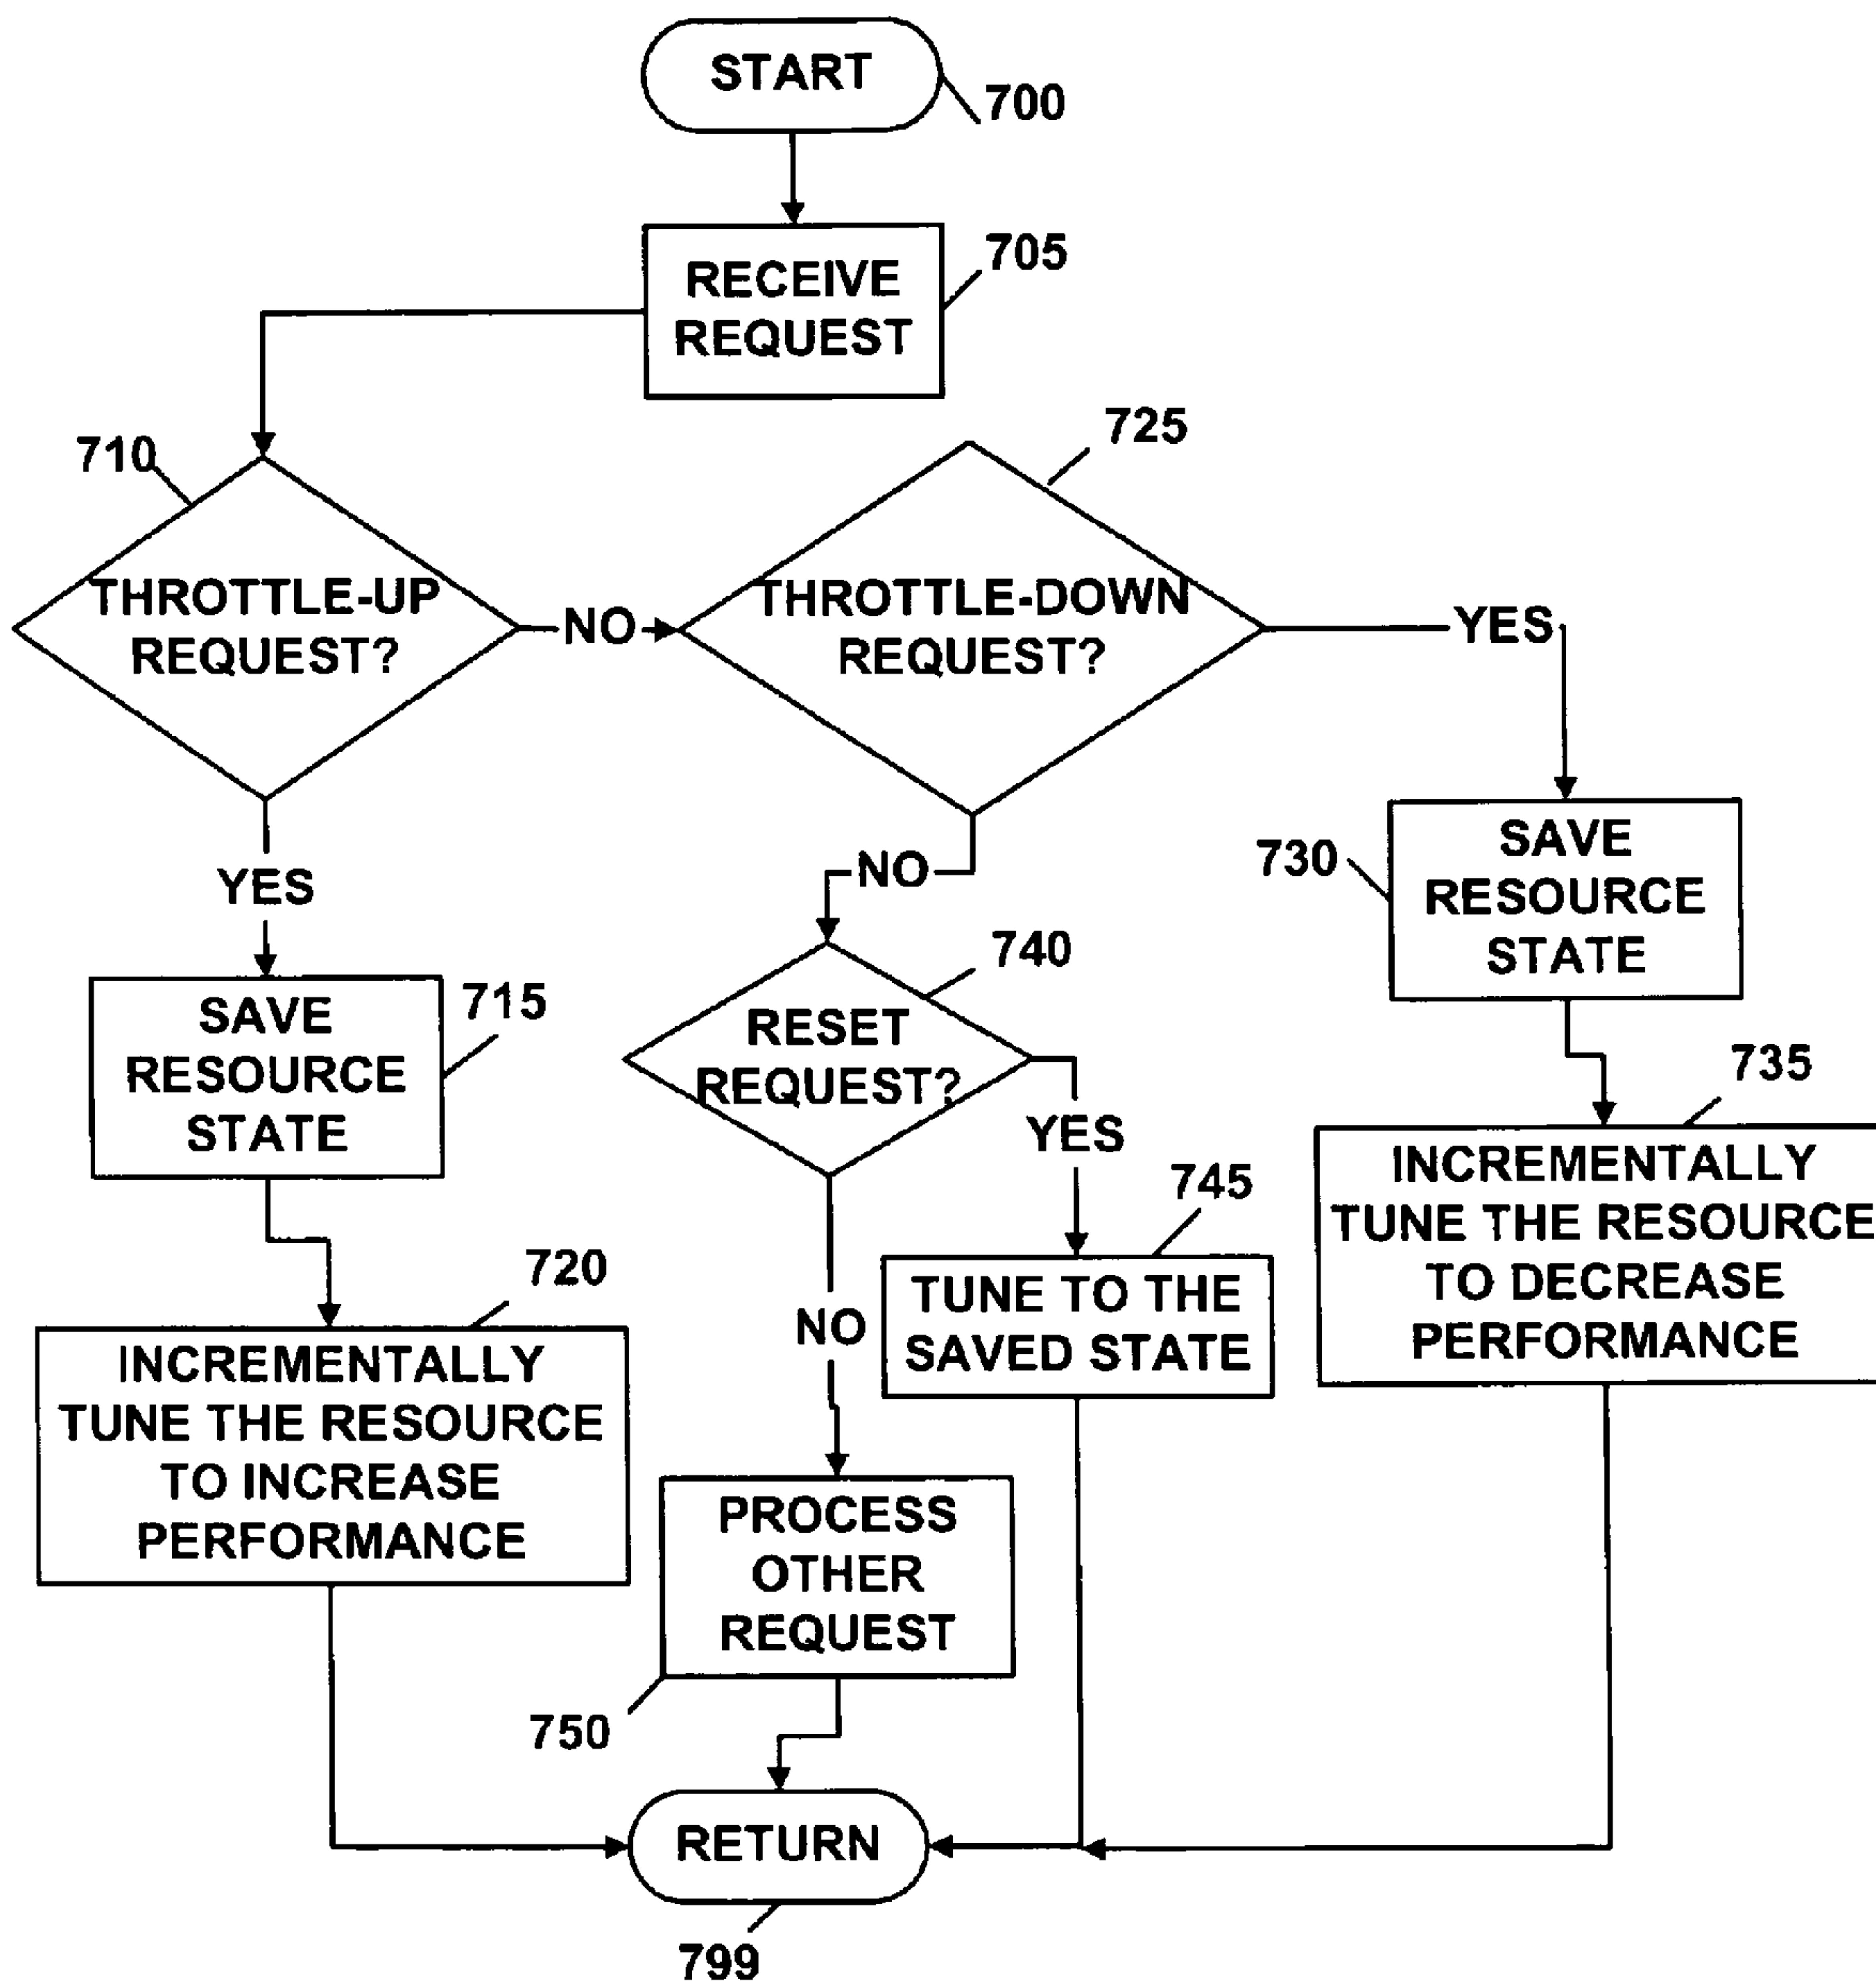 START
700
RECEIVE
REQUEST
705
710
THROTTLE-UP
REQUEST?
NO
725
THROTTLE-DOWN
REQUEST?
YES
YES
NO
730
SAVE
RESOURCE
STATE
SAVE
RESOURCE
STATE
715
740
RESET
REQUEST?
YES
735
INCREMENTALLY
TUNE THE RESOURCE
TO DECREASE
PERFORMANCE
745
TUNE TO THE
SAVED STATE
NO
720
INCREMENTALLY
TUNE THE RESOURCE
TO INCREASE
PERFORMANCE
PROCESS
OTHER
REQUEST
750
RETURN
799